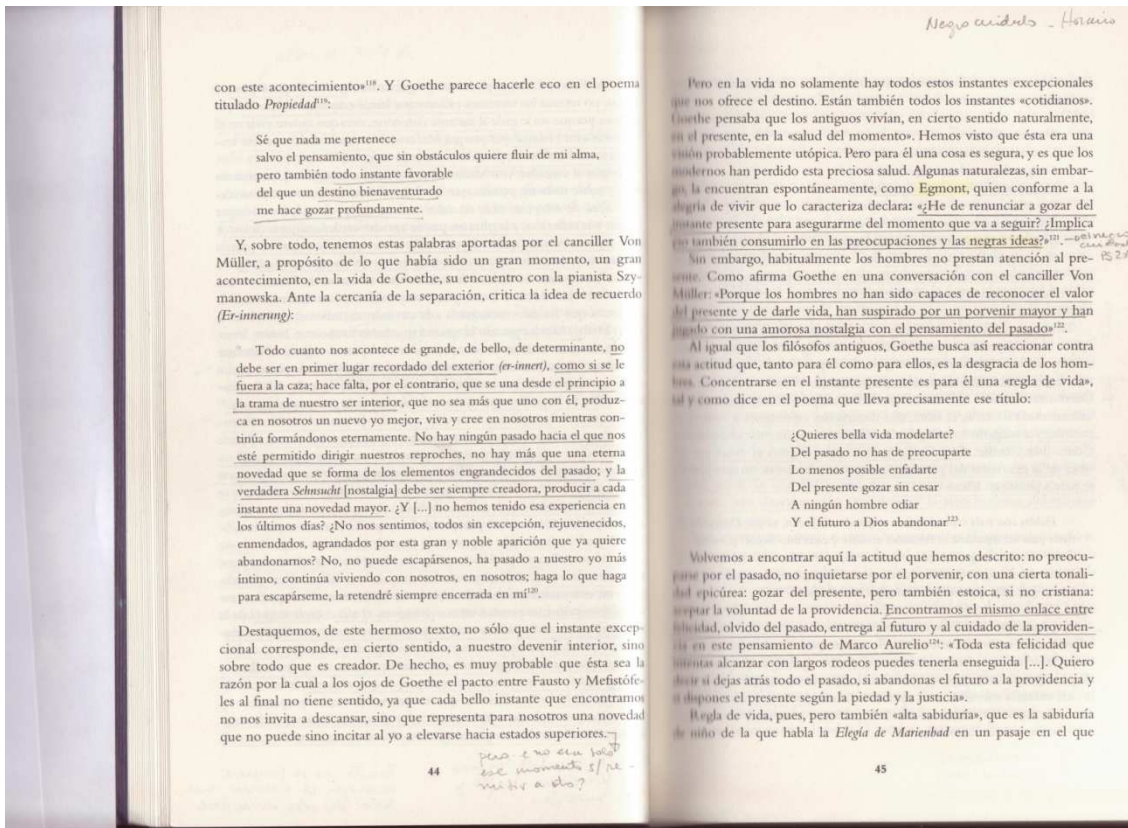 con este acontecimiento»¹¹⁸. Y Goethe parece hacerle eco en el poema
titulado Propiedad¹¹⁹:
Sé que nada me pertenece
salvo el pensamiento, que sin obstáculos quiere fluir de mi alma,
pero también todo instante favorable
del que un destino bienaventurado
me hace gozar profundamente.
Y, sobre todo, tenemos estas palabras aportadas por el canciller Von
Müller, a propósito de lo que había sido un gran momento, un gran
acontecimiento, en la vida de Goethe, su encuentro con la pianista Szy-
manowska. Ante la cercanía de la separación, critica la idea de recuerdo
(Er-innerung):
Todo cuanto nos acontece de grande, de bello, de determinante, no
debe ser en primer lugar recordado del exterior (er-innert), como si se le
fuera a la caza; hace falta, por el contrario, que se una desde el principio a
la trama de nuestro ser interior, que no sea más que uno con él, produz-
ca en nosotros un nuevo yo mejor, viva y cree en nosotros mientras con-
tinúa formándonos eternamente. No hay ningún pasado hacia el que nos
esté permitido dirigir nuestros reproches, no hay más que una eterna
novedad que se forma de los elementos engrandecidos del pasado; y la
verdadera Sehnsucht [nostalgia] debe ser siempre creadora, producir a cada
instante una novedad mayor. ¿Y [...] no hemos tenido esa experiencia en
los últimos días? ¿No nos sentimos, todos sin excepción, rejuvenecidos,
enmendados, agrandados por esta gran y noble aparición que ya quiere
abandonarnos? No, no puede escapársenos, ha pasado a nuestro yo más
íntimo, continúa viviendo con nosotros, en nosotros; haga lo que haga
para escapárseme, la retendré siempre encerrada en mí¹²⁰.
Destaquemos, de este hermoso texto, no sólo que el instante excep-
cional corresponde, en cierto sentido, a nuestro devenir interior, sino
sobre todo que es creador. De hecho, es muy probable que ésta sea la
razón por la cual a los ojos de Goethe el pacto entre Fausto y Mefistófe-
les al final no tiene sentido, ya que cada bello instante que encontramos
no nos invita a descansar, sino que representa para nosotros una novedad
que no puede sino incitar al yo a elevarse hacia estados superiores.
ese momento s/ re-
44
Horacio
Pero en la vida no solamente hay todos estos instantes excepcionales
que nos ofrece el destino. Están también todos los instantes «cotidianos».
Goethe pensaba que los antiguos vivían, en cierto sentido naturalmente,
en el presente, en la «salud del momento». Hemos visto que ésta era una
visión probablemente utópica. Pero para él una cosa es segura, y es que los
modernos han perdido esta preciosa salud. Algunas naturalezas, sin embar-
go, la encuentran espontáneamente, como Egmont, quien conforme a la
alegría de vivir que lo caracteriza declara: «¿He de renunciar a gozar del
instante presente para asegurarme del momento que va a seguir? ¿Implica
también consumirlo en las preocupaciones y las negras ideas?»¹²¹.
Sin embargo, habitualmente los hombres no prestan atención al pre-
sente. Como afirma Goethe en una conversación con el canciller Von
Müller: «Porque los hombres no han sido capaces de reconocer el valor
del presente y de darle vida, han suspirado por un porvenir mayor y han
jugado con una amorosa nostalgia con el pensamiento del pasado»¹²².
Al igual que los filósofos antiguos, Goethe busca así reaccionar contra
esta actitud que, tanto para él como para ellos, es la desgracia de los hom-
bres. Concentrarse en el instante presente es para él una «regla de vida»,
tal y como dice en el poema que lleva precisamente ese título:
¿Quieres bella vida modelarte?
Del pasado no has de preocuparte
Lo menos posible enfadarte
Del presente gozar sin cesar
A ningún hombre odiar
Y el futuro a Dios abandonar¹²³.
Volvemos a encontrar aquí la actitud que hemos descrito: no preocu-
parse por el pasado, no inquietarse por el porvenir, con una cierta tonali-
dad epicúrea: gozar del presente, pero también estoica, si no cristiana:
aceptar la voluntad de la providencia. Encontramos el mismo enlace entre
felicidad, olvido del pasado, entrega al futuro y al cuidado de la providen-
cia en este pensamiento de Marco Aurelio¹²⁴: «Toda esta felicidad que
intentas alcanzar con largos rodeos puedes tenerla enseguida [...]. Quiero
decir si dejas atrás todo el pasado, si abandonas el futuro a la providencia y
si dispones el presente según la piedad y la justicia».
Regla de vida, pues, pero también «alta sabiduría», que es la sabiduría
de niño de la que habla la Elegía de Marienbad en un pasaje en el que
45